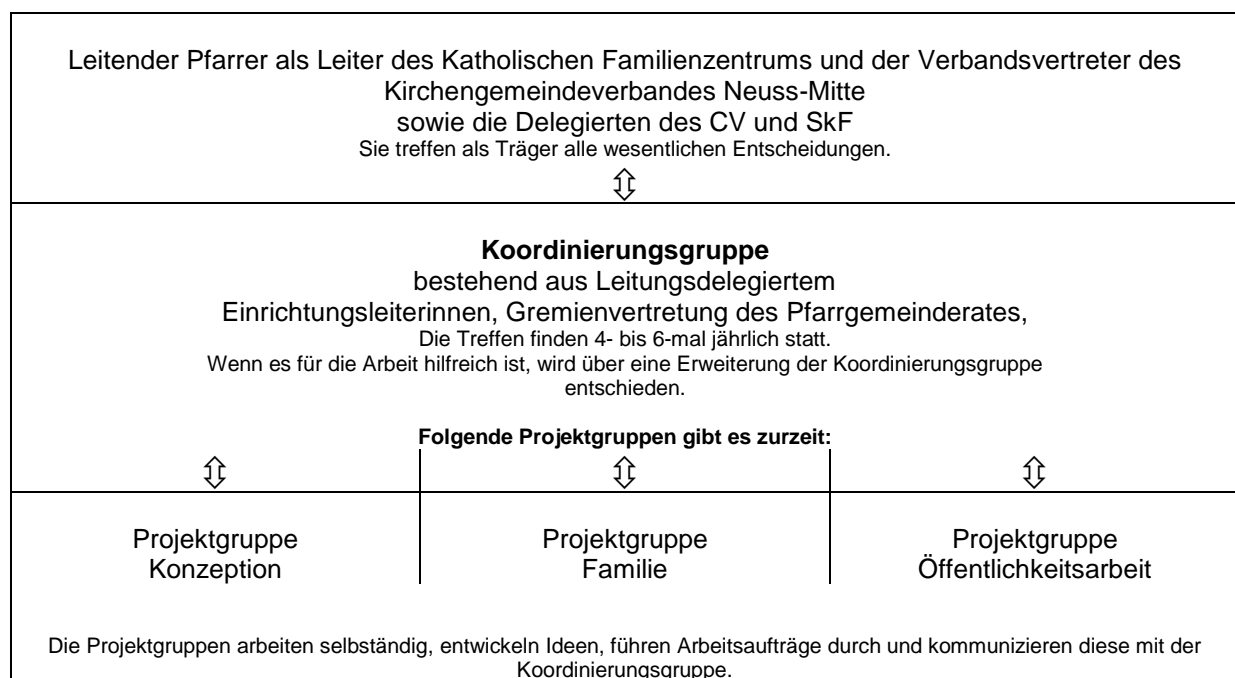 Leitender Pfarrer als Leiter des Katholischen Familienzentrums und der Verbandsvertreter des
Kirchengemeindeverbandes Neuss-Mitte
sowie die Delegierten des CV und SkF
Sie treffen als Träger alle wesentlichen Entscheidungen.
Koordinierungsgruppe
bestehend aus Leitungsdelegiertem
Einrichtungsleiterinnen, Gremienvertretung des Pfarrgemeinderates,
Die Treffen finden 4- bis 6-mal jährlich statt.
Wenn es für die Arbeit hilfreich ist, wird über eine Erweiterung der Koordinierungsgruppe
entschieden.
Folgende Projektgruppen gibt es zurzeit:
Projektgruppe
Konzeption
Projektgruppe
Familie
Projektgruppe
Öffentlichkeitsarbeit
Die Projektgruppen arbeiten selbständig, entwickeln Ideen, führen Arbeitsaufträge durch und kommunizieren diese mit der
Koordinierungsgruppe.